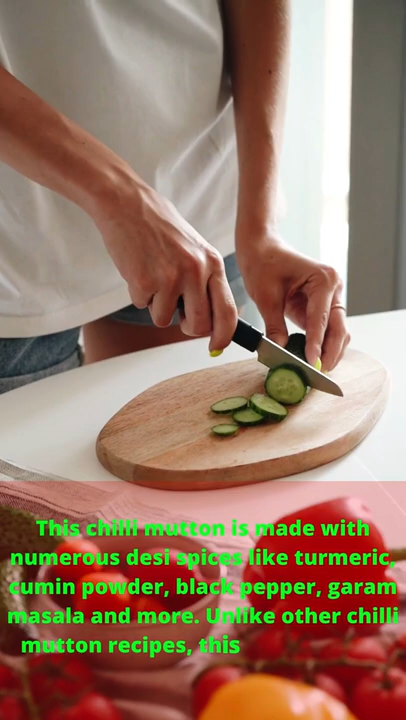 This chilli mutton is made with
numerous desi spices like turmeric,
cumin powder, black pepper, garam
masala and more. Unlike other chilli
mutton recipes, this